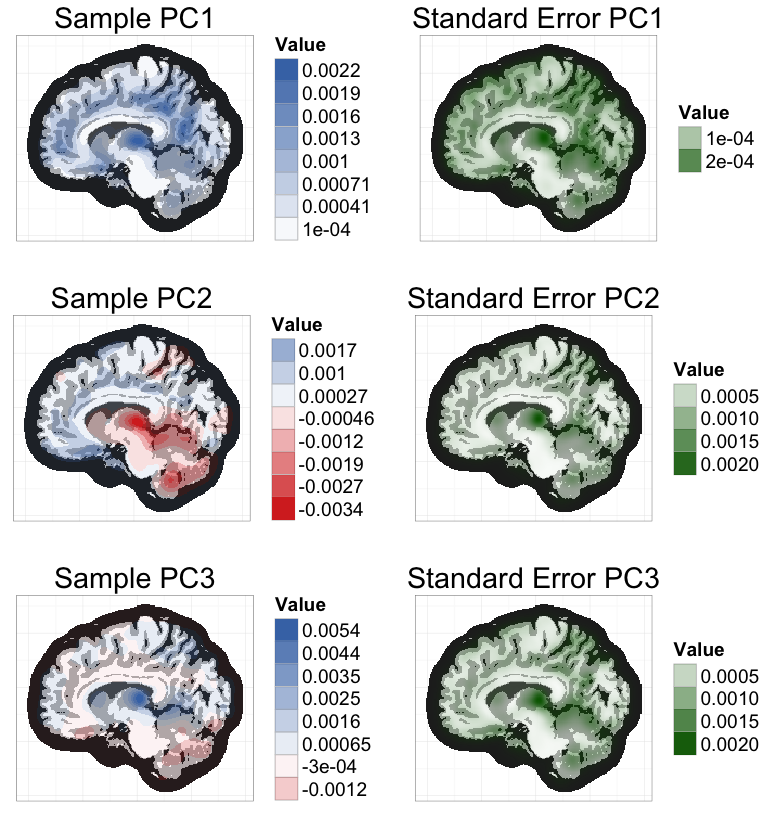 Sample PC1
Value
0.0022
0.0019
0.0016
0.0013
0.001
0.00071
0.00041
1e-04
Standard Error PC1
Value
1e-04
2e-04
Sample PC2
Value
0.0017
0.001
0.00027
-0.00046
-0.0012
-0.0019
-0.0027
-0.0034
Standard Error PC2
Value
0.0005
0.0010
0.0015
0.0020
Sample PC3
Value
0.0054
0.0044
0.0035
0.0025
0.0016
0.00065
-3e-04
-0.0012
Standard Error PC3
Value
0.0005
0.0010
0.0015
0.0020